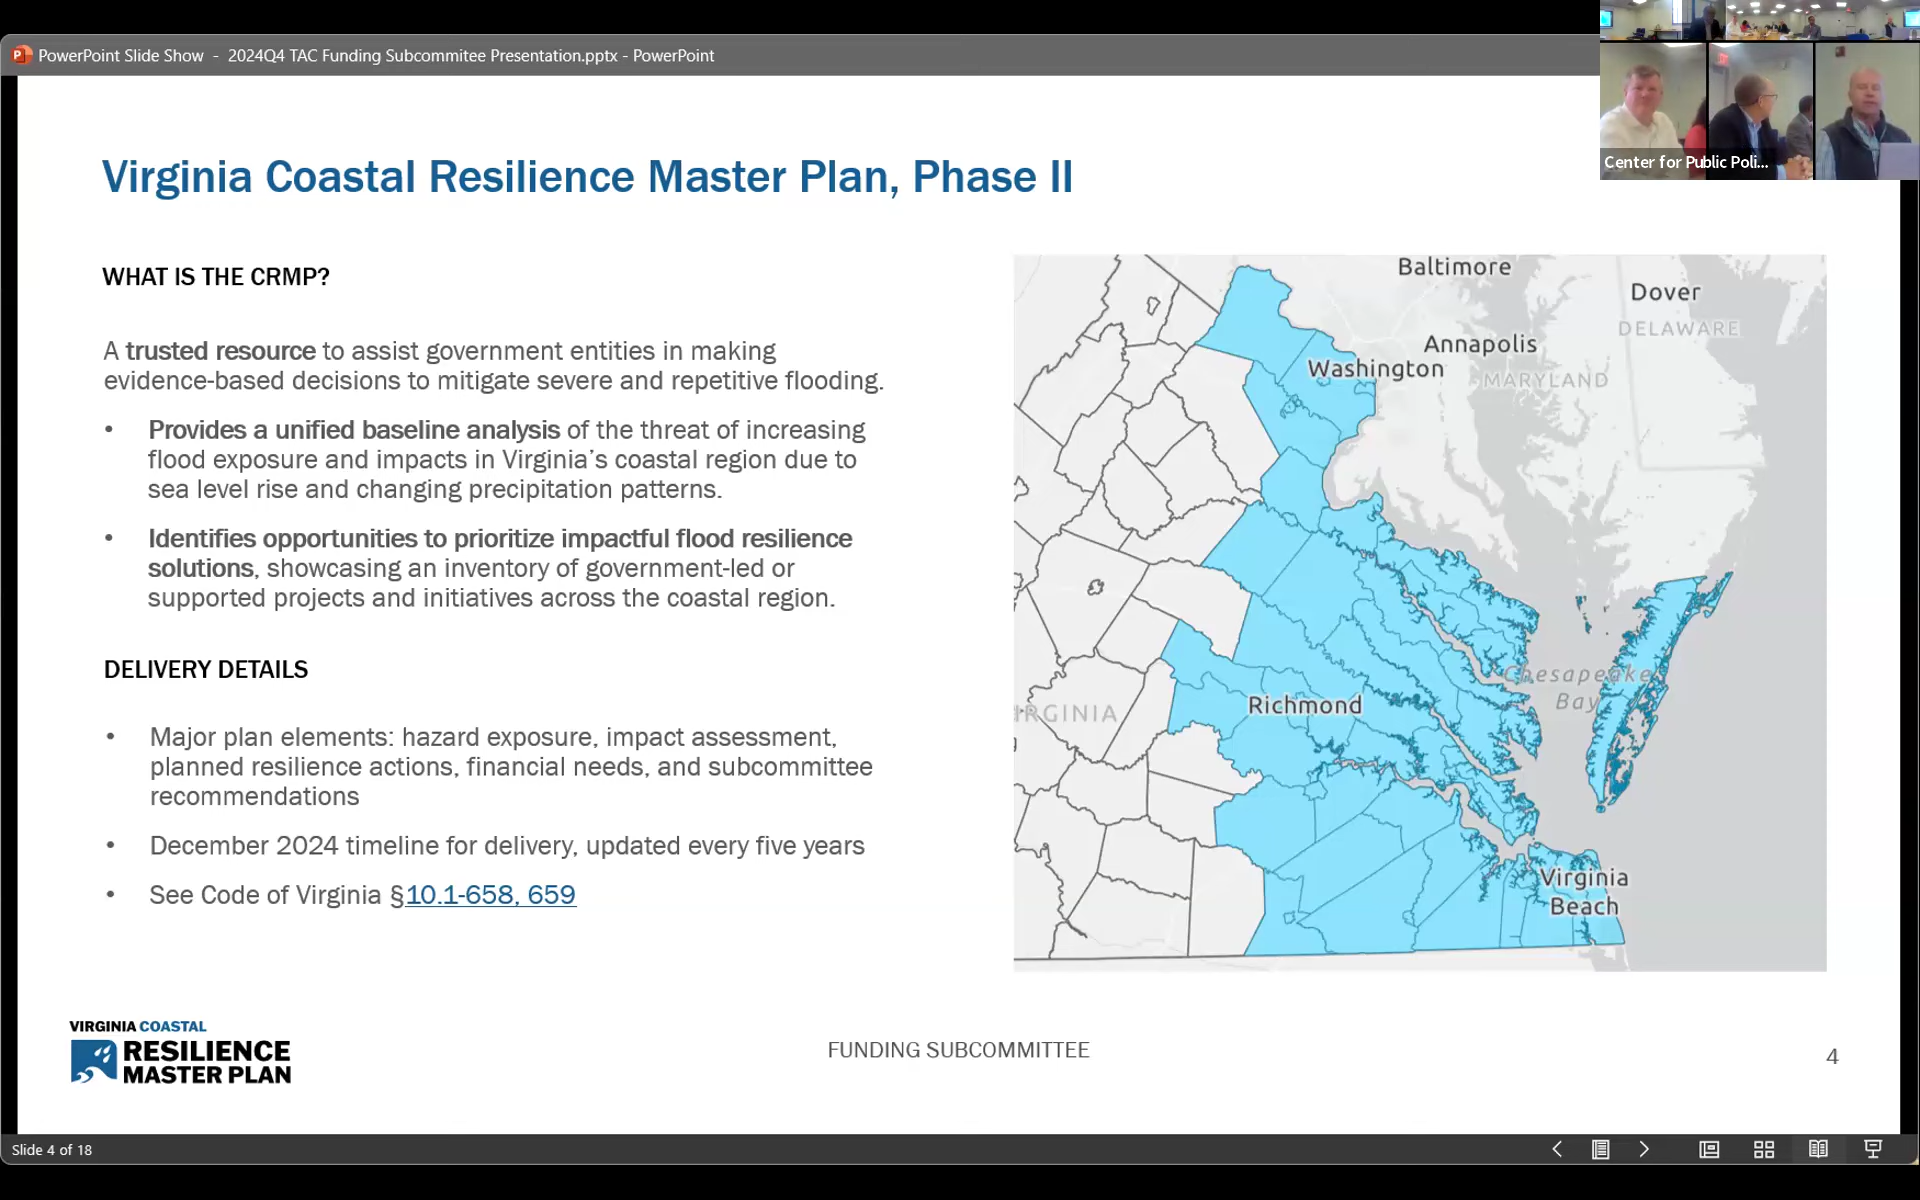 PowerPoint Slide Show - 2024Q4 TAC Funding Subcommitee Presentation.pptx - PowerPoint
Center for Public Poli...
Virginia Coastal Resilience Master Plan, Phase II
WHAT IS THE CRMP?
A trusted resource to assist government entities in making
evidence-based decisions to mitigate severe and repetitive flooding.
• Provides a unified baseline analysis of the threat of increasing
flood exposure and impacts in Virginia's coastal region due to
sea level rise and changing precipitation patterns.
• Identifies opportunities to prioritize impactful flood resilience
solutions, showcasing an inventory of government-led or
supported projects and initiatives across the coastal region.
DELIVERY DETAILS
• Major plan elements: hazard exposure, impact assessment,
planned resilience actions, financial needs, and subcommittee
recommendations
• December 2024 timeline for delivery, updated every five years
• See Code of Virginia §10.1-658, 659
Baltimore
Dover
DELAWARE
Annapolis
Washington
MARYLAND
Chesapeake
Bay
Richmond
IRGINIA
Virginia
Beach
VIRGINIA COASTAL
RESILIENCE
MASTER PLAN
FUNDING SUBCOMMITTEE
4
Slide 4 of 18